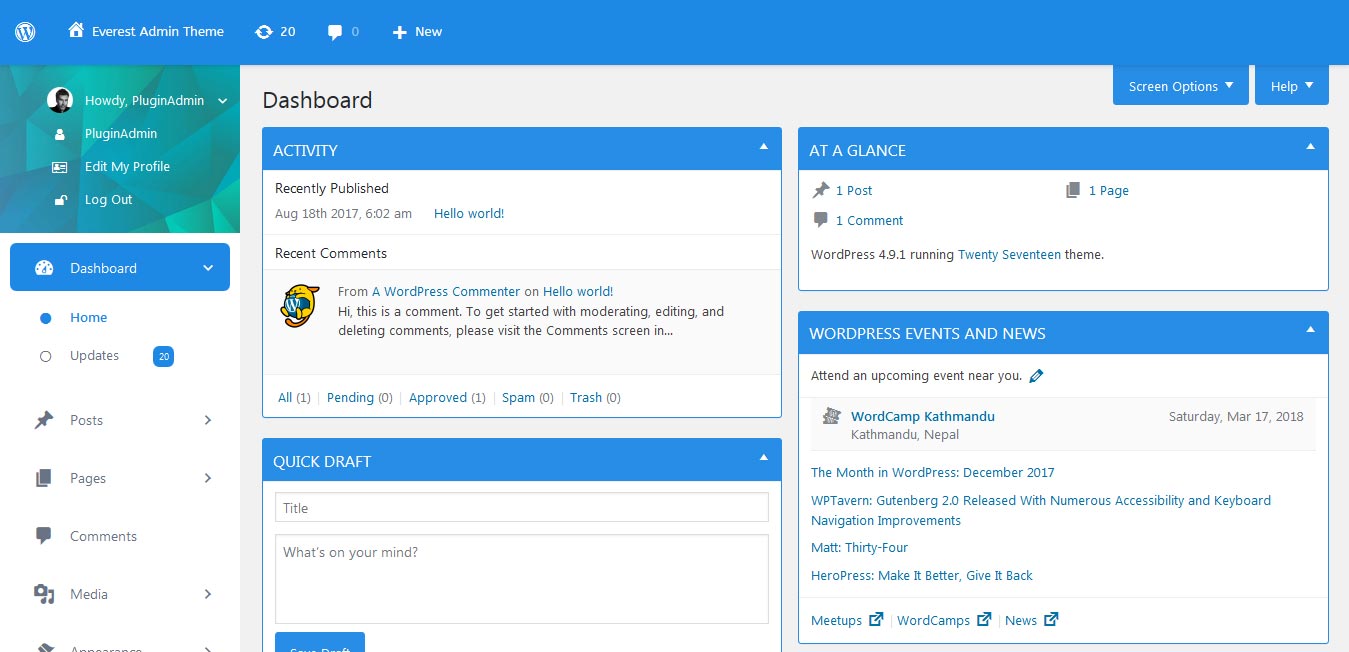 Everest Admin Theme 20 0 New
Howdy, PluginAdmin
PluginAdmin
Edit My Profile
Log Out
Dashboard
Home
Updates 20
Posts
Pages
Comments
Media
Appearance
Screen Options Help
Dashboard
ACTIVITY
Recently Published
Aug 18th 2017, 6:02 am Hello world!
Recent Comments
From A WordPress Commenter on Hello world!
Hi, this is a comment. To get started with moderating, editing, and
deleting comments, please visit the Comments screen in...
All (1) | Pending (0) | Approved (1) | Spam (0) | Trash (0)
QUICK DRAFT
Title
What's on your mind?
Save Draft
AT A GLANCE
1 Post 1 Page
1 Comment
WordPress 4.9.1 running Twenty Seventeen theme.
WORDPRESS EVENTS AND NEWS
Attend an upcoming event near you.
WordCamp Kathmandu Saturday, Mar 17, 2018
Kathmandu, Nepal
The Month in WordPress: December 2017
WPTavern: Gutenberg 2.0 Released With Numerous Accessibility and Keyboard
Navigation Improvements
Matt: Thirty-Four
HeroPress: Make It Better, Give It Back
Meetups | WordCamps | News